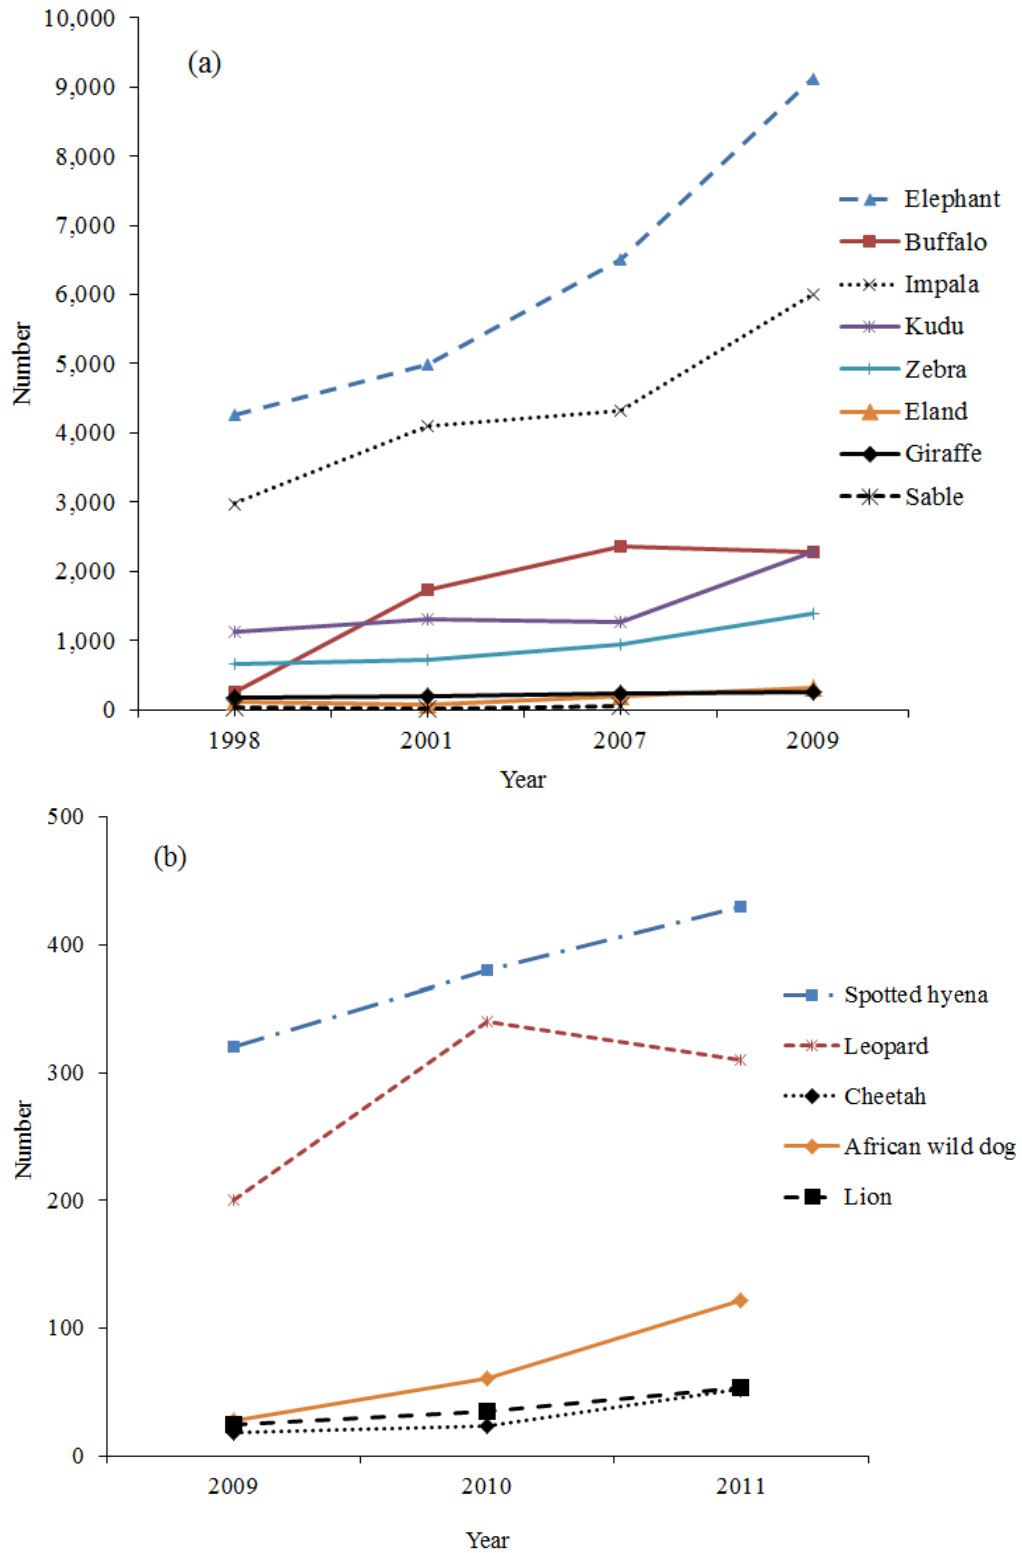 10,000
(a)
9,000
8,000
7,000
6,000
5,000
4,000
3,000
2,000
1,000
0
Number
Elephant
Buffalo
Impala
Kudu
Zebra
Eland
Giraffe
Sable
1998 2001 2007 2009
Year
500
(b)
400
300
200
100
0
Number
Spotted hyena
Leopard
Cheetah
African wild dog
Lion
2009 2010 2011
Year